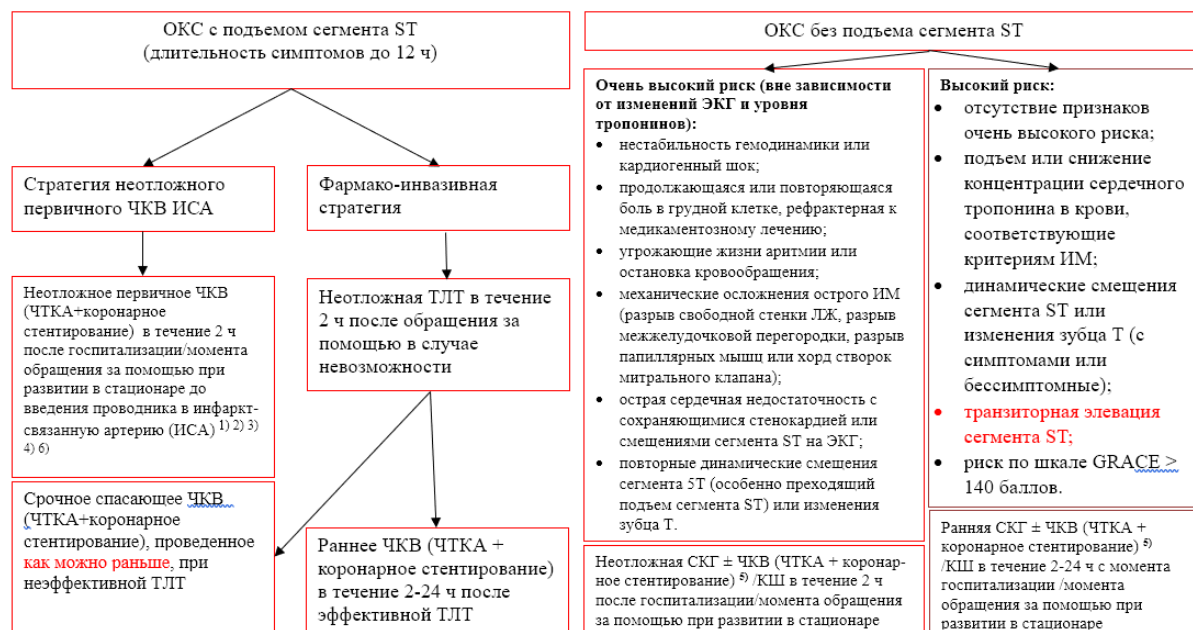 ОКС с подъемом сегмента ST
(длительность симптомов до 12 ч)
Стратегия неотложного
первичного ЧКВ ИСА
Фармако-инвазивная
стратегия
Неотложное первичное ЧКВ
(ЧТКА+коронарное
стентирование) в течение 2 ч
после госпитализации/момента
обращения за помощью при
развитии в стационаре до
введения проводника в инфаркт-
связанную артерию (ИСА) 1) 2) 3)
4) 6)
Неотложная ТЛТ в течение
2 ч после обращения за
помощью в случае
невозможности
Срочное спасающее ЧКВ
(ЧТКА+коронарное
стентирование), проведенное
как можно раньше, при
неэффективной ТЛТ
Раннее ЧКВ (ЧТКА +
коронарное стентирование)
в течение 2-24 ч после
эффективной ТЛТ
ОКС без подъема сегмента ST
Очень высокий риск (вне зависимости
от изменений ЭКГ и уровня
тропонинов):
• нестабильность гемодинамики или
кардиогенный шок;
• продолжающаяся или повторяющаяся
боль в грудной клетке, рефрактерная к
медикаментозному лечению;
• угрожающие жизни аритмии или
остановка кровообращения;
• механические осложнения острого ИМ
(разрыв свободной стенки ЛЖ, разрыв
межжелудочковой перегородки, разрыв
папиллярных мышц или хорд створок
митрального клапана);
• острая сердечная недостаточность с
сохраняющимися стенокардией или
смещениями сегмента ST на ЭКГ;
• повторные динамические смещения
сегмента 5Т (особенно преходящий
подъем сегмента ST) или изменения
зубца Т.
Неотложная СКГ ± ЧКВ (ЧТКА + коронар-
ное стентирование) 5) /КШ в течение 2 ч
после госпитализации/момента обращения
за помощью при развитии в стационаре
Высокий риск:
• отсутствие признаков
очень высокого риска;
• подъем или снижение
концентрации сердечного
тропонина в крови,
соответствующие
критериям ИМ;
• динамические смещения
сегмента ST или
изменения зубца Т (с
симптомами или
бессимптомные);
• транзиторная элевация
сегмента ST;
• риск по шкале GRACE >
140 баллов.
Ранняя СКГ ± ЧКВ (ЧТКА +
коронарное стентирование) 5)
/КШ в течение 2-24 ч с момента
госпитализации /момента
обращения за помощью при
развитии в стационаре